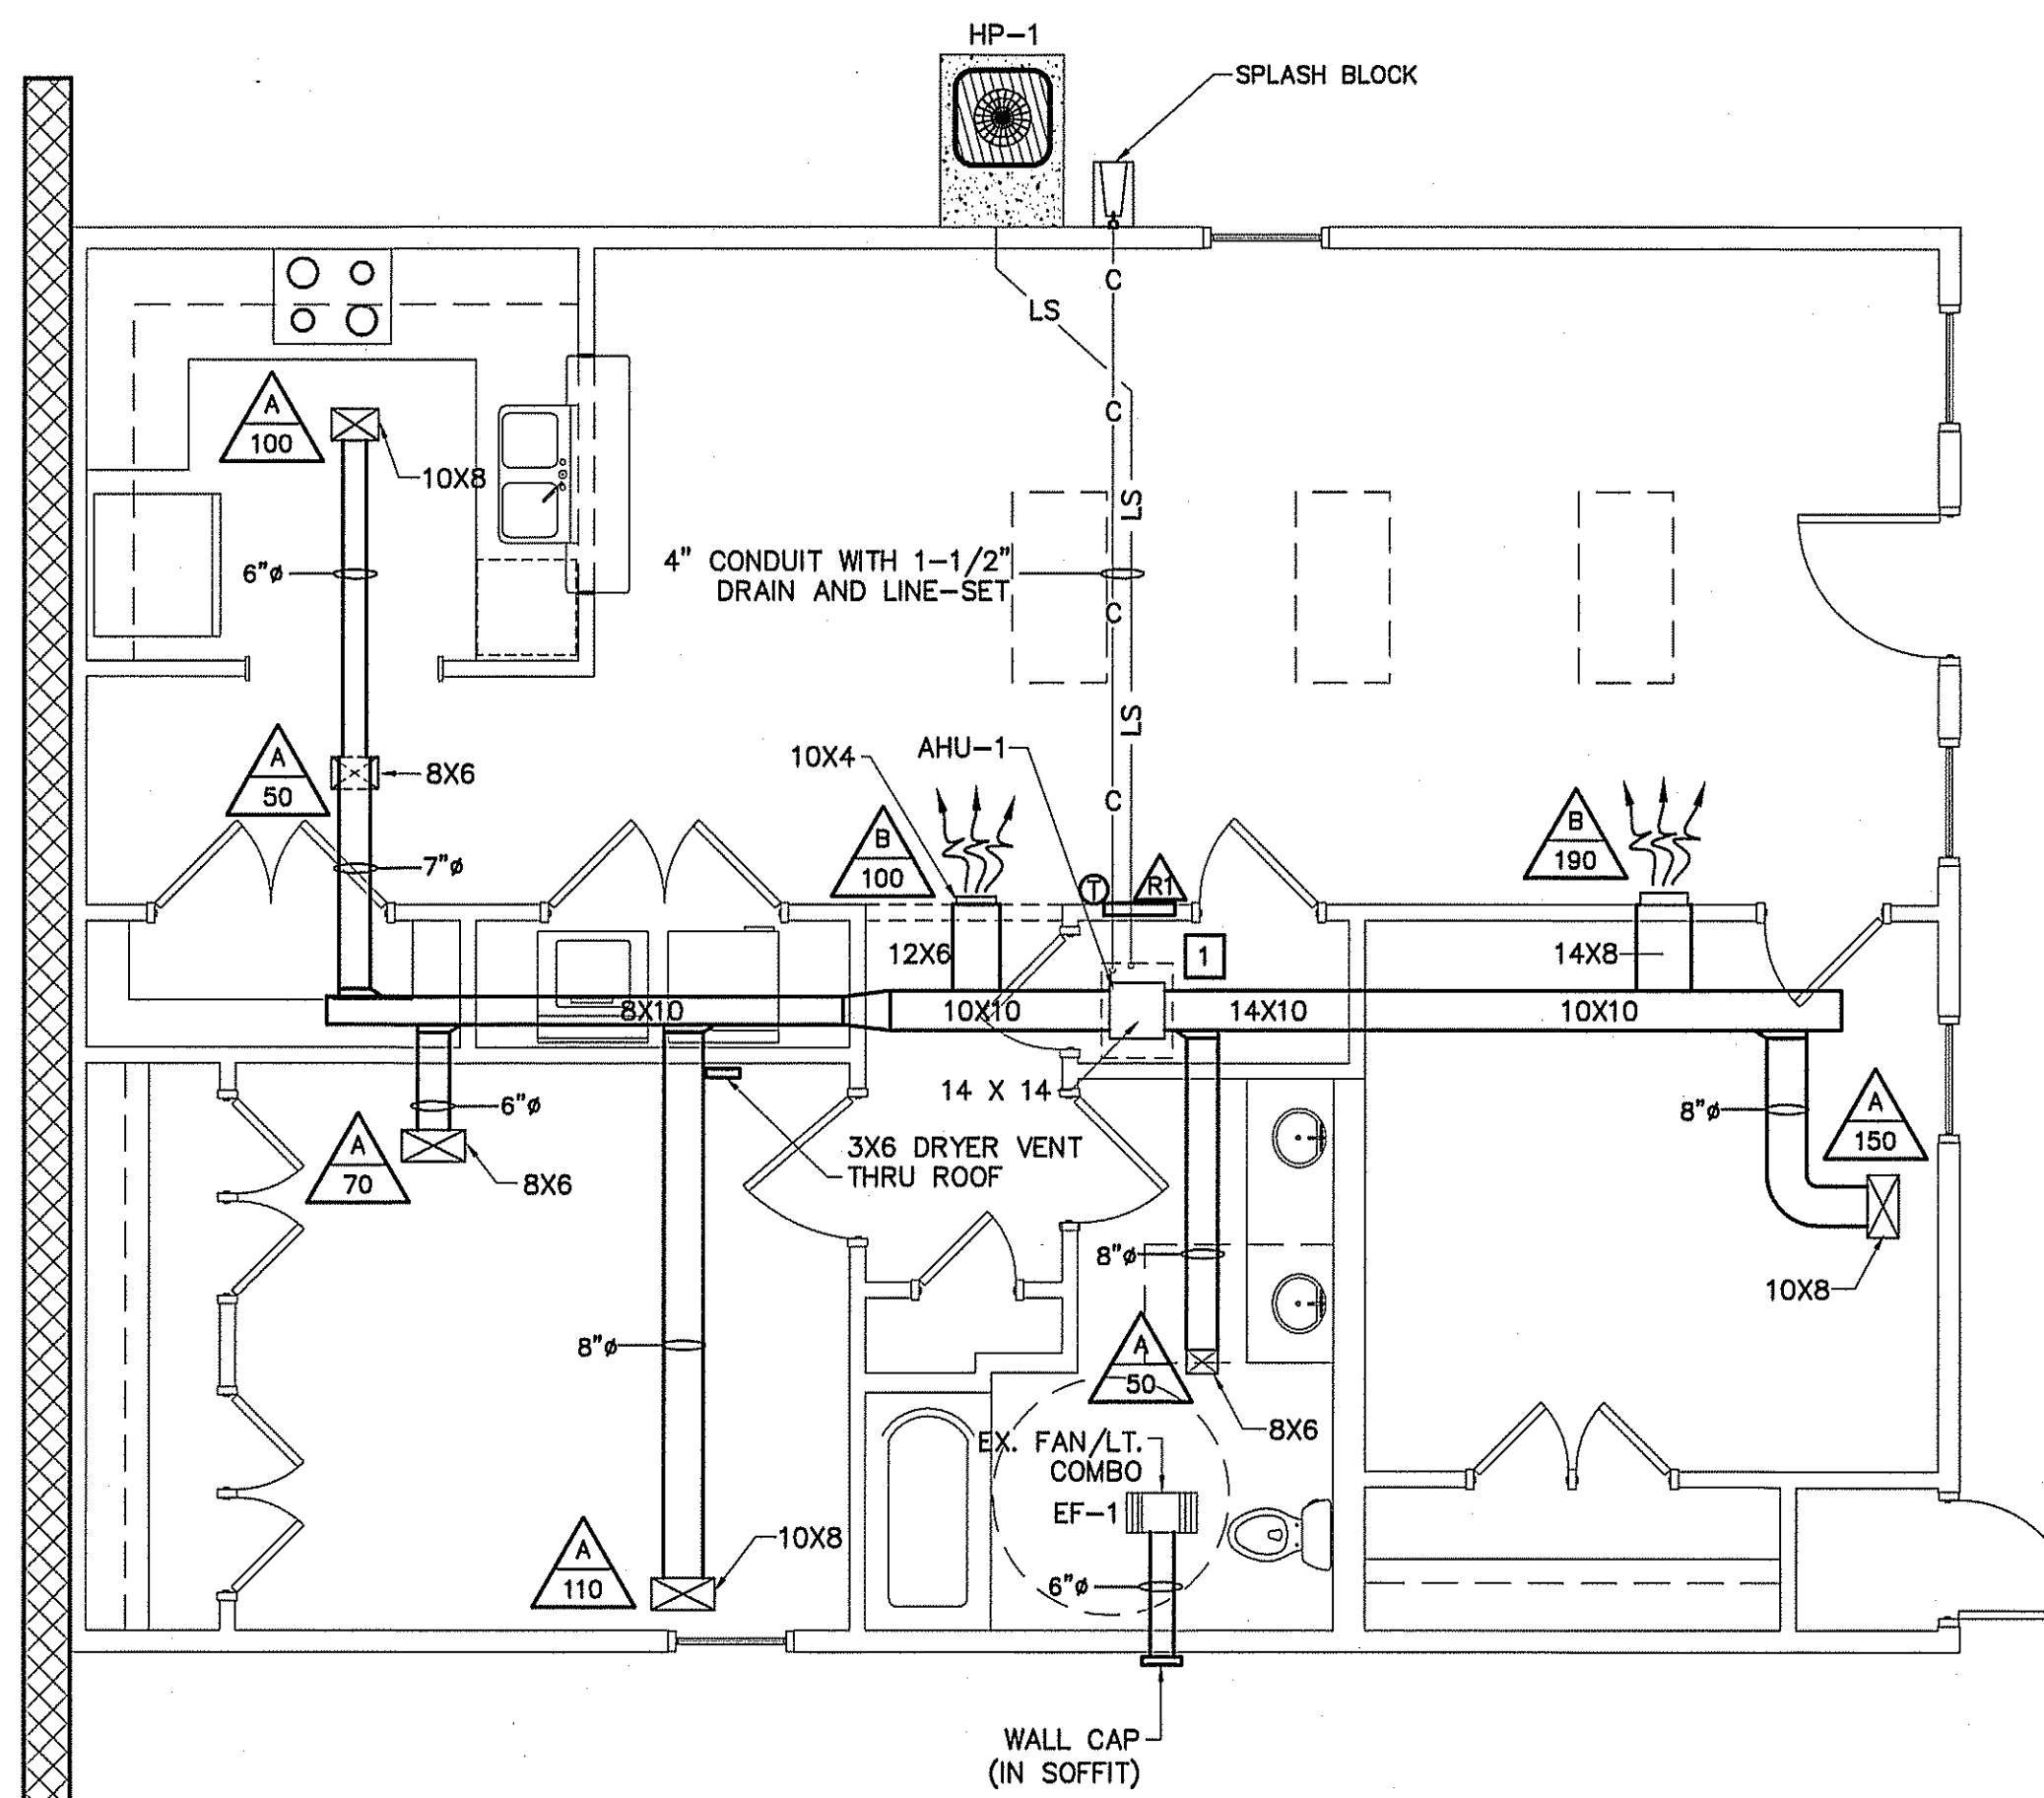 HP-1
SPLASH BLOCK
C
LS
A
100
C
10X8
LS
6"ø
4" CONDUIT WITH 1-1/2"
DRAIN AND LINE-SET
C
LS
A
50
8X6
10X4
AHU-1
C
B
100
B
190
7"ø
T
R1
12X6
1
14X8
8X10
10X10
14X10
10X10
14 X 14
6"ø
8"ø
A
150
A
70
8X6
3X6 DRYER VENT
THRU ROOF
8"ø
10X8
8"ø
A
50
8X6
EX. FAN/LT.
COMBO
EF-1
A
110
10X8
6"ø
WALL CAP
(IN SOFFIT)